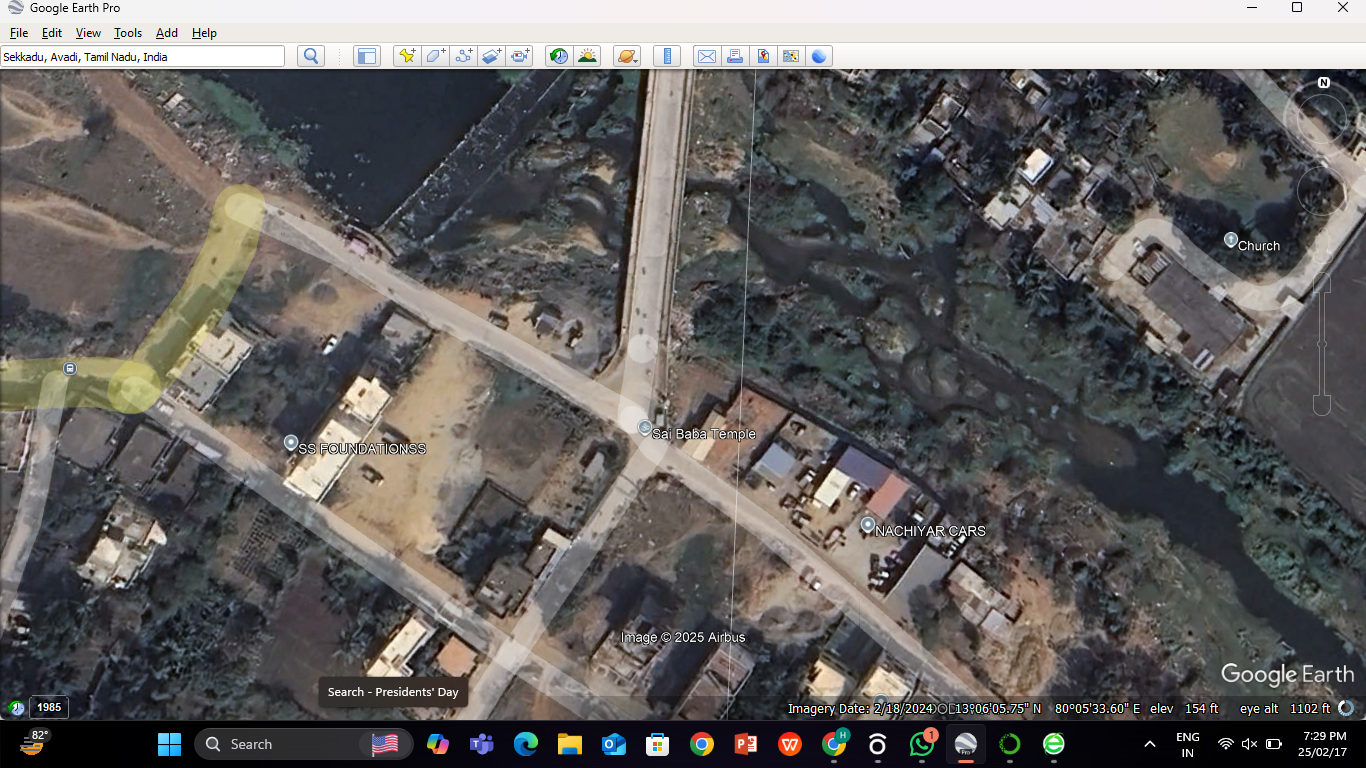 Google Earth Pro
File Edit View Tools Add Help
Sekkadu, Avadi, Tamil Nadu, India
N
Church
Sai Baba Temple
SS FOUNDATIONSS
NACHIYAR CARS
Image © 2025 Airbus
Google Earth
Search - Presidents' Day
1985
Imagery Date: 2/18/2024 13°06'05.75" N 80°05'33.60" E elev 154 ft eye alt 1102 ft
82°
Search
H
1
Pro
ENG
IN
7:29 PM
25/02/17